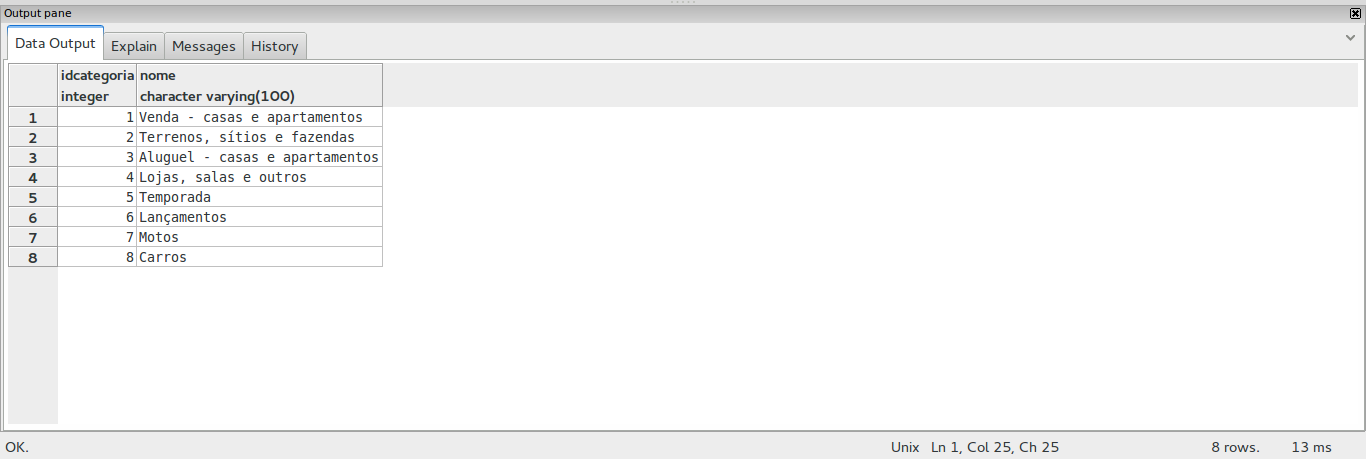 Output pane
Data Output Explain Messages History
idcategoria nome
integer character varying(100)
1 1 Venda - casas e apartamentos
2 2 Terrenos, sítios e fazendas
3 3 Aluguel - casas e apartamentos
4 4 Lojas, salas e outros
5 5 Temporada
6 6 Lançamentos
7 7 Motos
8 8 Carros
OK. Unix Ln 1, Col 25, Ch 25 8 rows. 13 ms